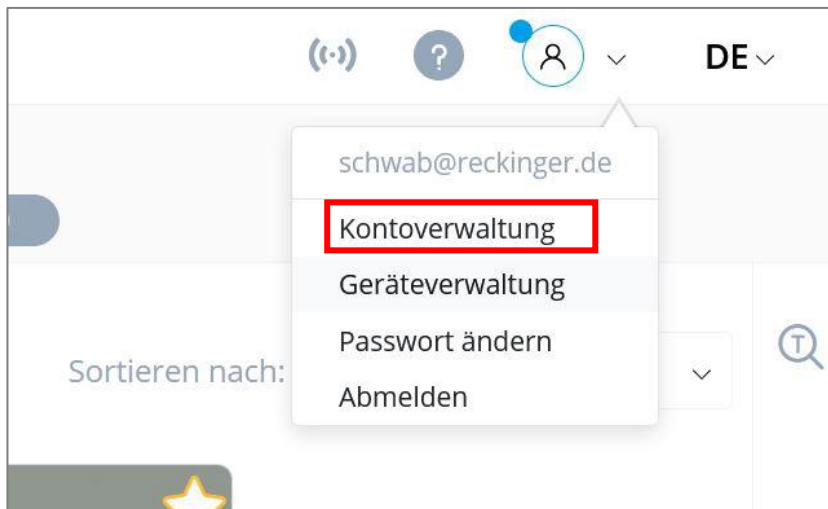 ?
DE
schwab@reckinger.de
Kontoverwaltung
Geräteverwaltung
Passwort ändern
Abmelden
Sortieren nach:
T